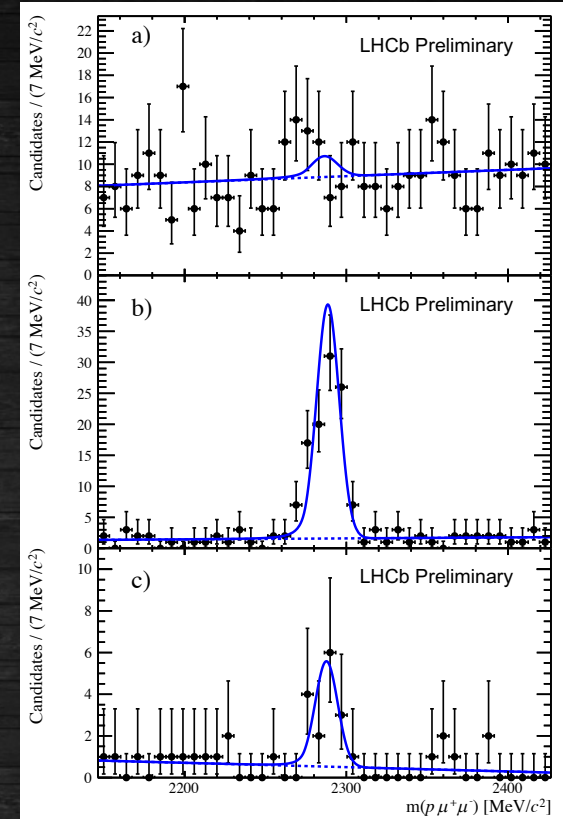 a)
LHCb Preliminary
Candidates / (7 MeV/c²)
22
20
18
16
14
12
10
8
6
4
2
0
b)
LHCb Preliminary
Candidates / (7 MeV/c²)
40
35
30
25
20
15
10
5
0
c)
LHCb Preliminary
Candidates / (7 MeV/c²)
10
8
6
4
2
0
2200 2300 2400
m(p μ⁺μ⁻) [MeV/c²]